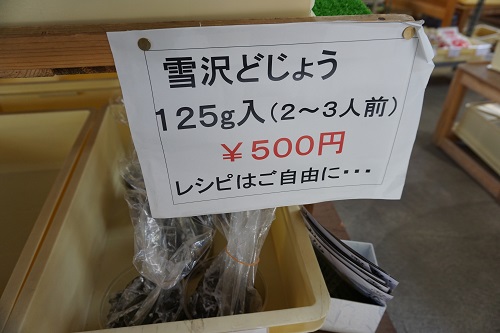 雪沢どじょう
125g入(2～3人前)
￥500円
レシピはご自由に・・・